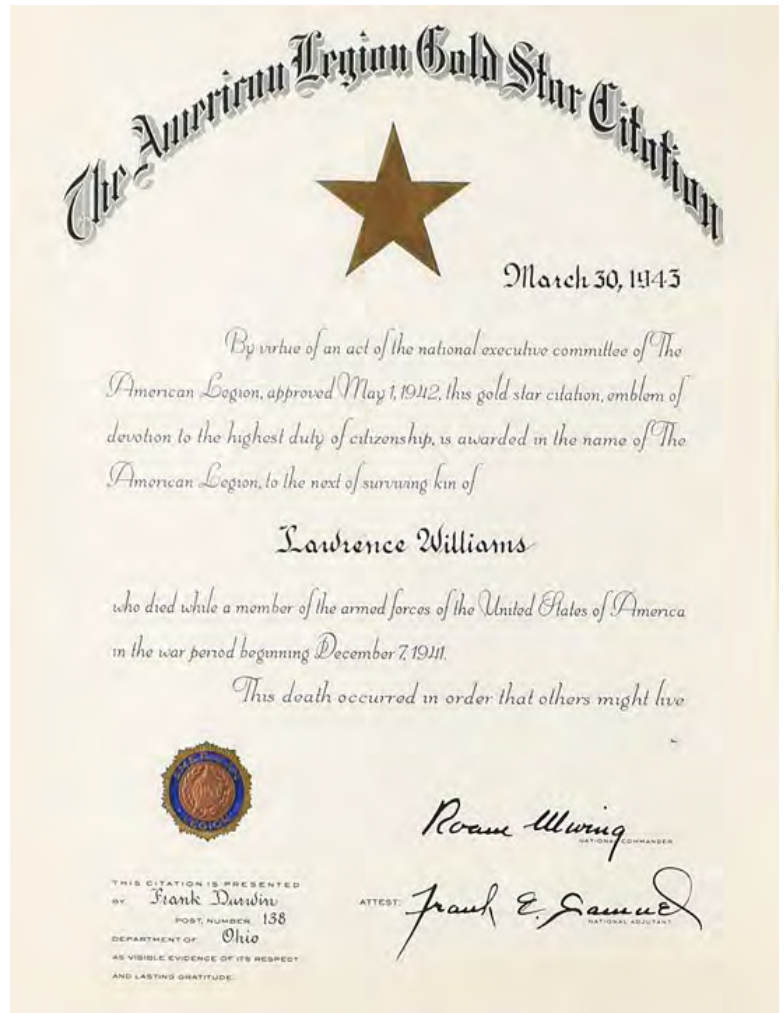 The American Legion Gold Star Citation
March 30, 1943
By virtue of an act of the national executive committee of The
American Legion, approved May 1, 1942, this gold star citation, emblem of
devotion to the highest duty of citizenship, is awarded in the name of The
American Legion, to the next of surviving kin of
Lawrence Williams
who died while a member of the armed forces of the United States of America
in the war period beginning December 7, 1941.
This death occurred in order that others might live
AMERICAN
LEGION
NATIONAL COMMANDER
THIS CITATION IS PRESENTED
BY Frank Durwin
POST, NUMBER 138
DEPARTMENT OF Ohio
AS VISIBLE EVIDENCE OF ITS RESPECT
AND LASTING GRATITUDE.
ATTEST: Frank E. Samuel
NATIONAL ADJUTANT